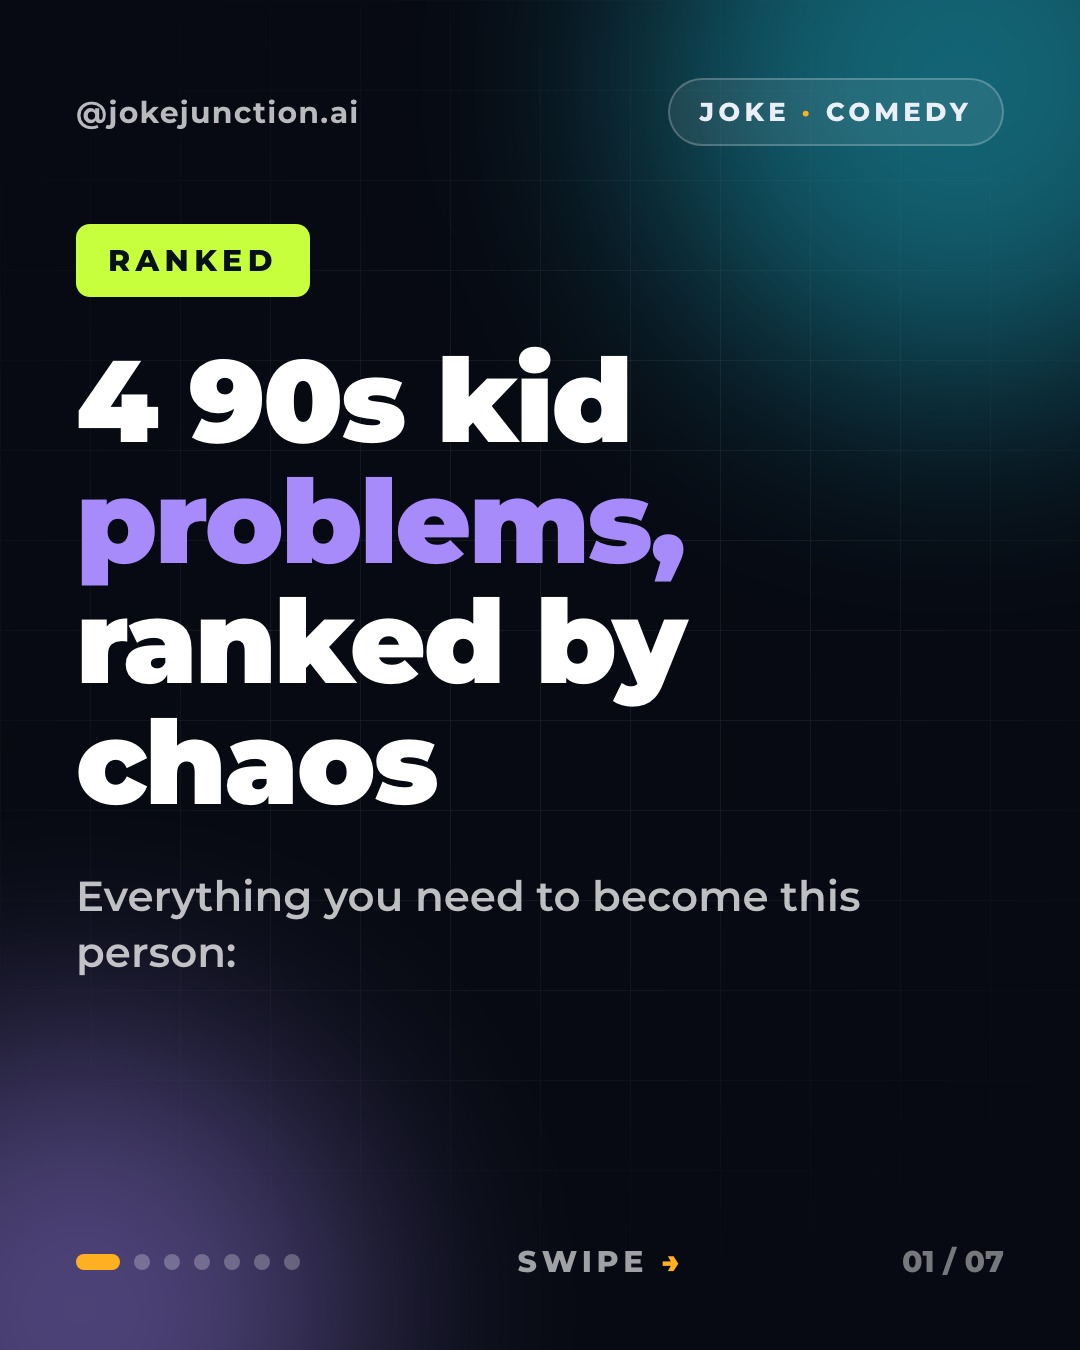 @jokejunction.ai
JOKE · COMEDY
RANKED
4 90s kid
problems,
ranked by
chaos
Everything you need to become this
person:
SWIPE →
01 / 07